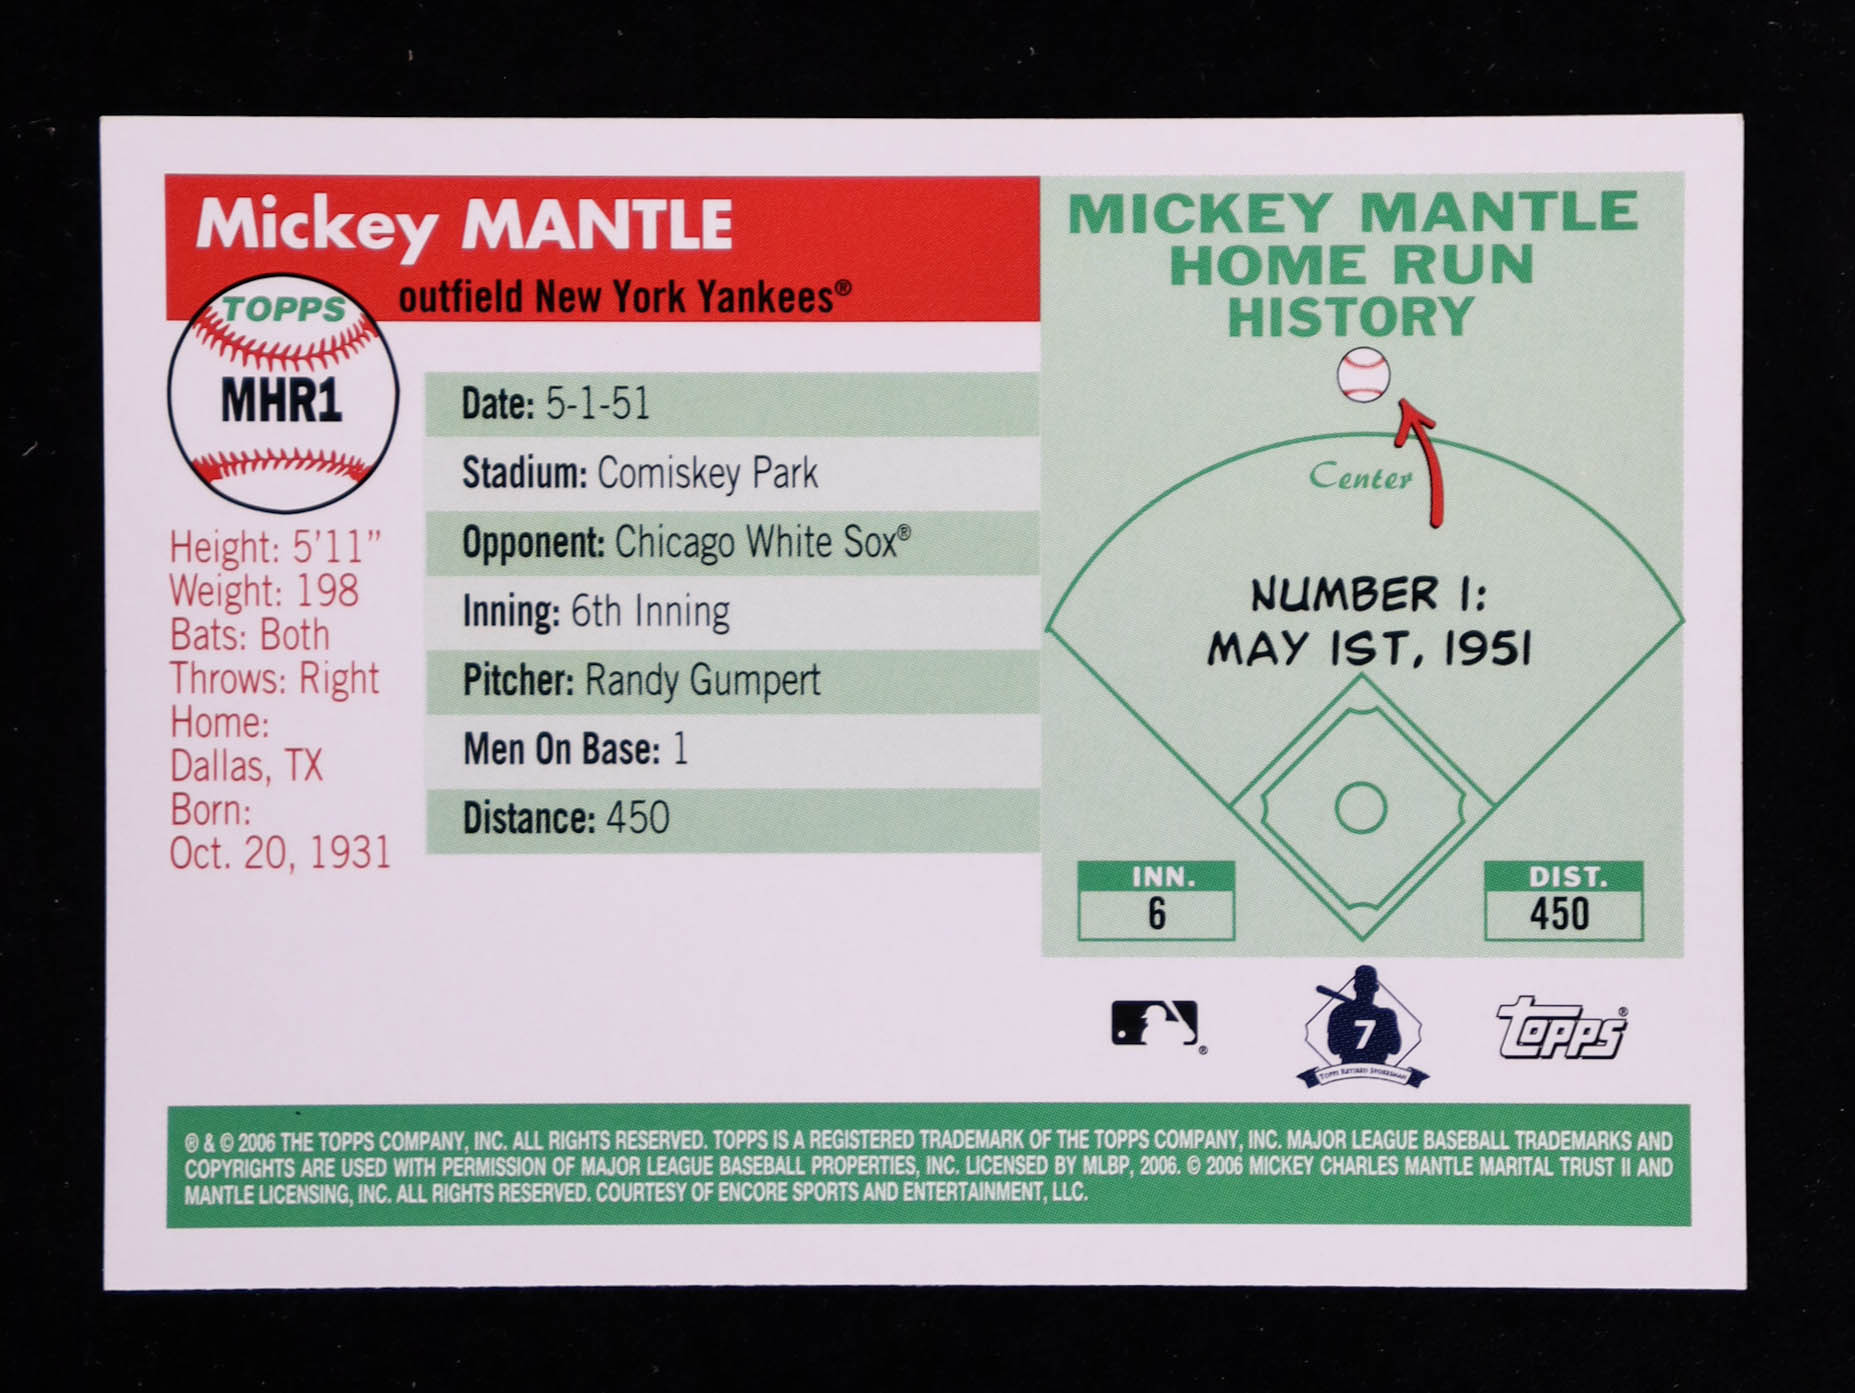 Mickey MANTLE
outfield New York Yankees®
TOPPS
MHR1
Height: 5'11"
Weight: 198
Bats: Both
Throws: Right
Home:
Dallas, TX
Born:
Oct. 20, 1931
Date: 5-1-51
Stadium: Comiskey Park
Opponent: Chicago White Sox®
Inning: 6th Inning
Pitcher: Randy Gumpert
Men On Base: 1
Distance: 450
MICKEY MANTLE
HOME RUN
HISTORY
Center
NUMBER 1:
MAY 1ST, 1951
INN.
6
DIST.
450
®
7
TOPPS RETIRED SPORTSMAN
Topps®
® & © 2006 THE TOPPS COMPANY, INC. ALL RIGHTS RESERVED. TOPPS IS A REGISTERED TRADEMARK OF THE TOPPS COMPANY, INC. MAJOR LEAGUE BASEBALL TRADEMARKS AND
COPYRIGHTS ARE USED WITH PERMISSION OF MAJOR LEAGUE BASEBALL PROPERTIES, INC. LICENSED BY MLBP, 2006. © 2006 MICKEY CHARLES MANTLE MARITAL TRUST II AND
MANTLE LICENSING, INC. ALL RIGHTS RESERVED. COURTESY OF ENCORE SPORTS AND ENTERTAINMENT, LLC.